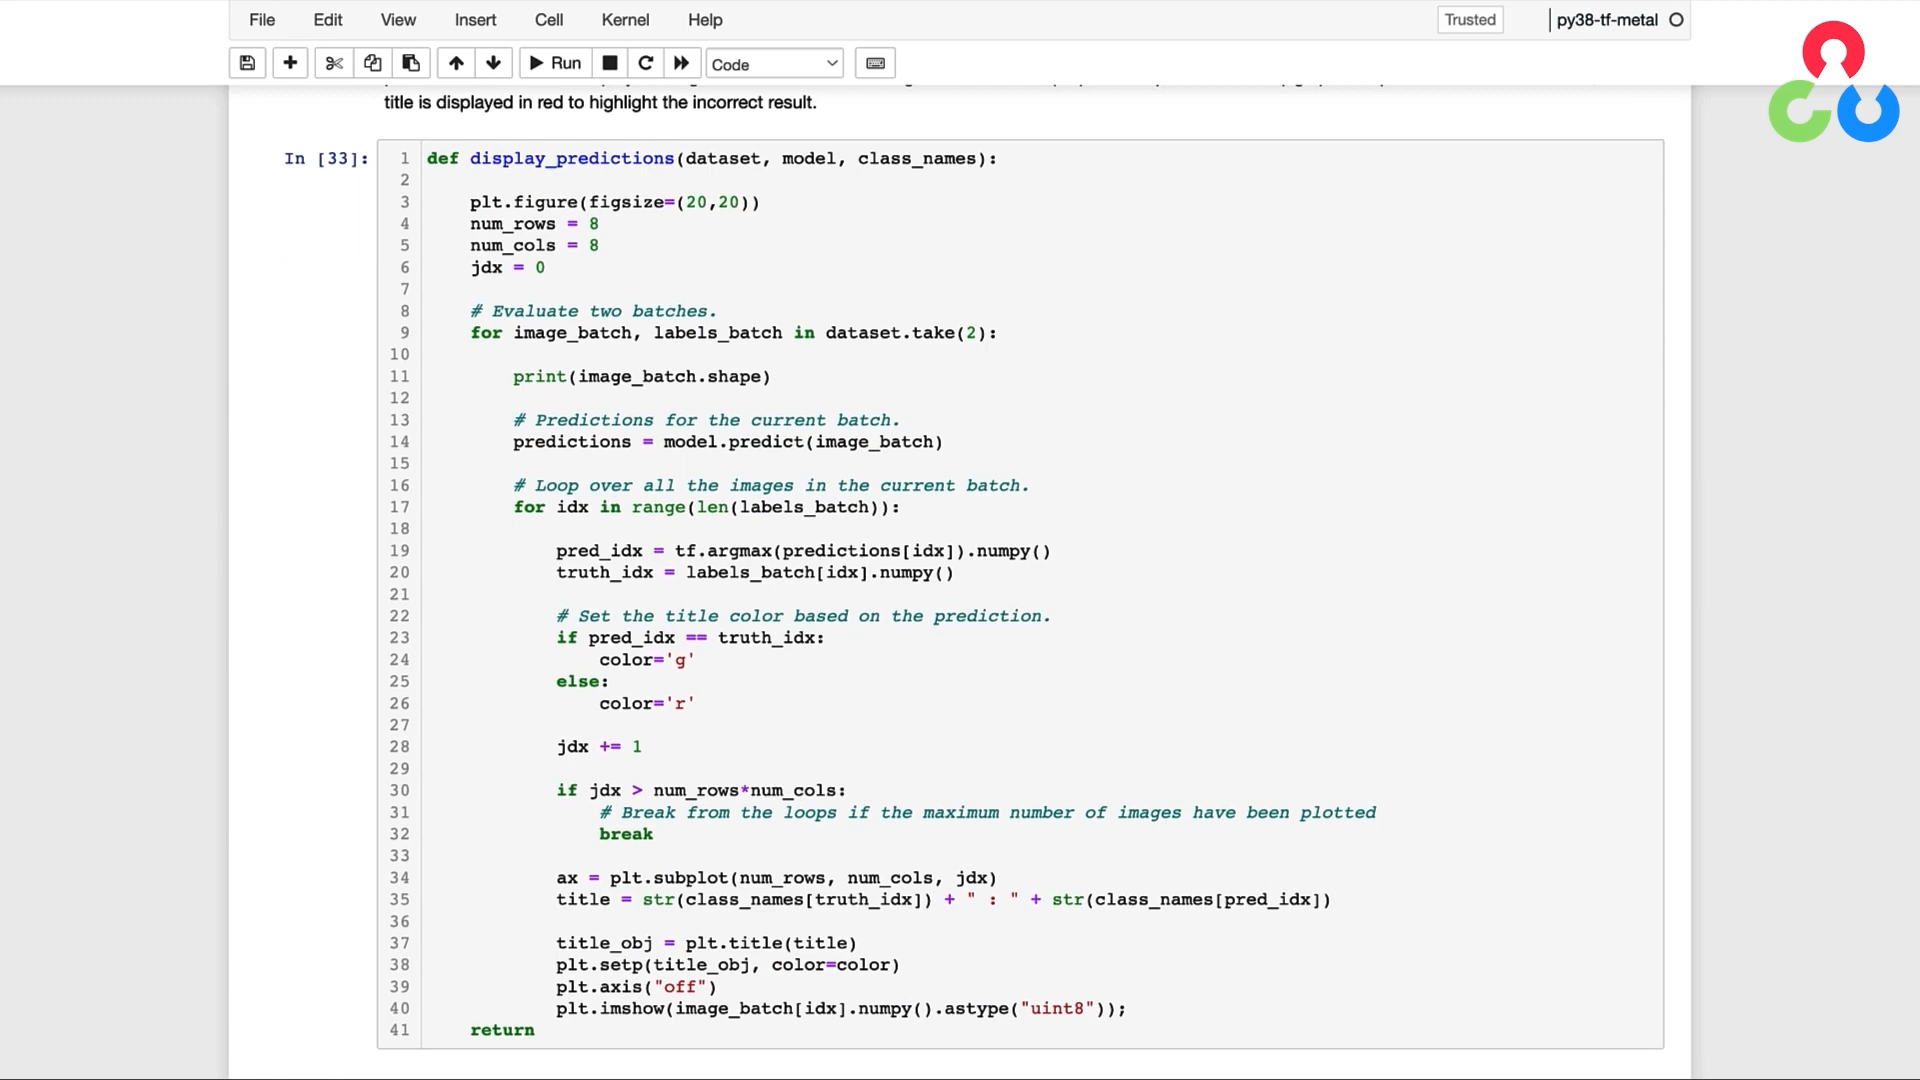 File Edit View Insert Cell Kernel Help Trusted py38-tf-metal
Run Code
title is displayed in red to highlight the incorrect result.
In [33]:
1 def display_predictions(dataset, model, class_names):
2
3     plt.figure(figsize=(20,20))
4     num_rows = 8
5     num_cols = 8
6     jdx = 0
7
8     # Evaluate two batches.
9     for image_batch, labels_batch in dataset.take(2):
10
11         print(image_batch.shape)
12
13         # Predictions for the current batch.
14         predictions = model.predict(image_batch)
15
16         # Loop over all the images in the current batch.
17         for idx in range(len(labels_batch)):
18
19             pred_idx = tf.argmax(predictions[idx]).numpy()
20             truth_idx = labels_batch[idx].numpy()
21
22             # Set the title color based on the prediction.
23             if pred_idx == truth_idx:
24                 color='g'
25             else:
26                 color='r'
27
28             jdx += 1
29
30             if jdx > num_rows*num_cols:
31                 # Break from the loops if the maximum number of images have been plotted
32                 break
33
34             ax = plt.subplot(num_rows, num_cols, jdx)
35             title = str(class_names[truth_idx]) + " : " + str(class_names[pred_idx])
36
37             title_obj = plt.title(title)
38             plt.setp(title_obj, color=color)
39             plt.axis("off")
40             plt.imshow(image_batch[idx].numpy().astype("uint8"));
41     return